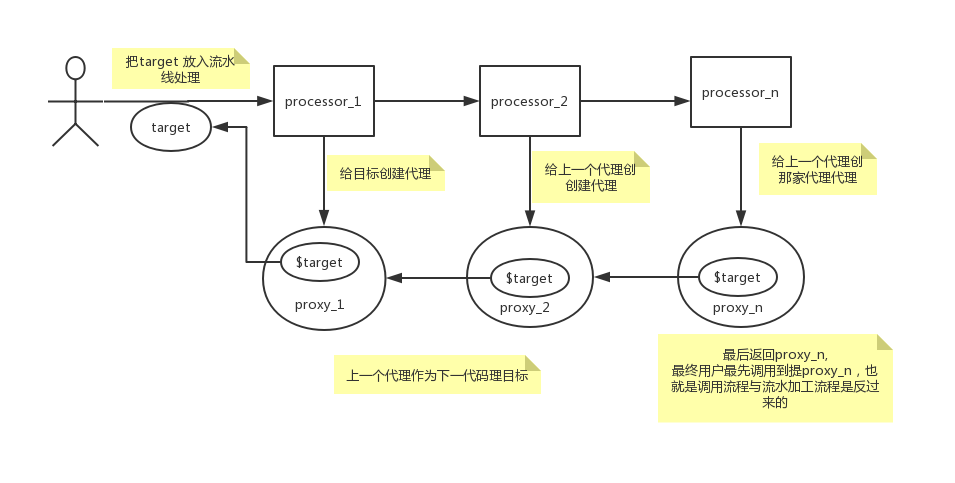 把target 放入流水
线处理
processor_1
processor_2
processor_n
target
给目标创建代理
给上一个代理创
创建代理
给上一个代理创
那家代理代理
$target
proxy_1
$target
proxy_2
$target
proxy_n
上一个代理作为下一代码理目标
最后返回proxy_n,
最终用户最先调用到提proxy_n，也
就是调用流程与流水加工流程是反过
来的